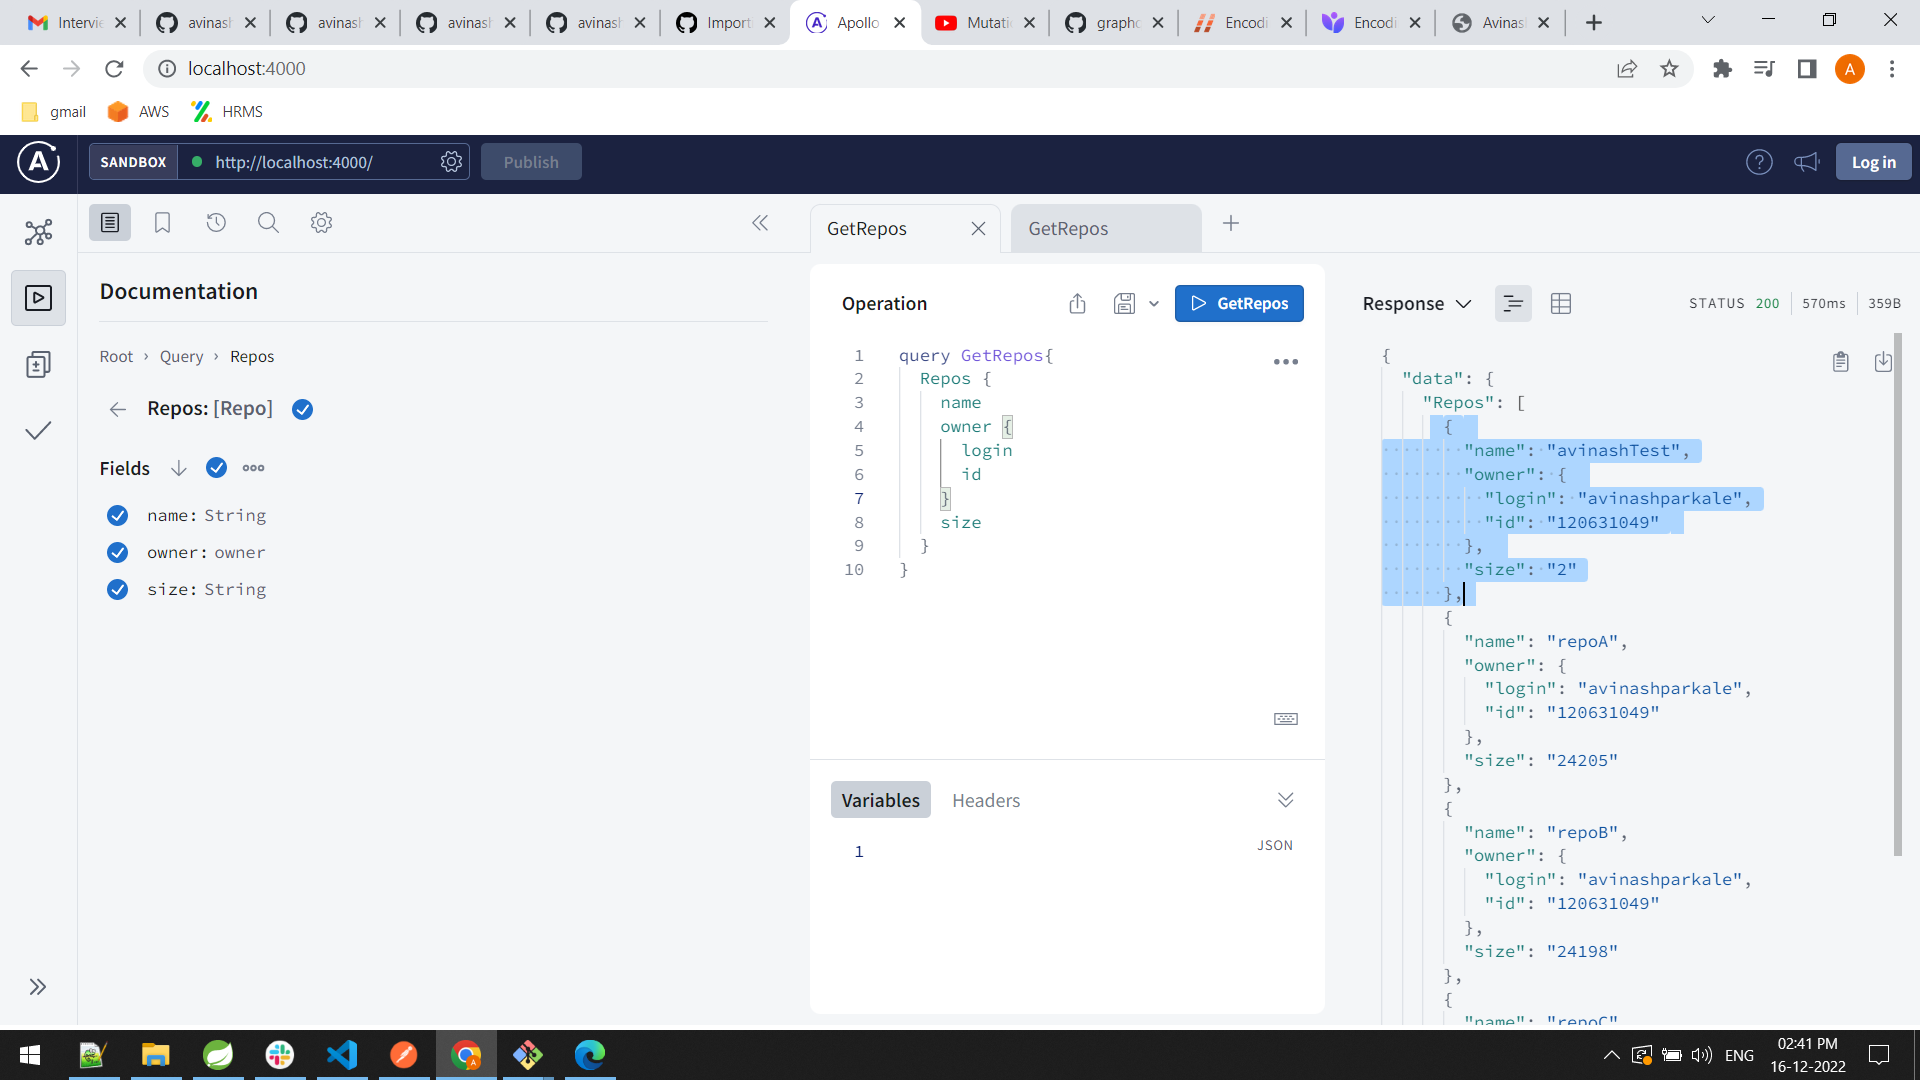 Intervie
avinash
avinash
avinash
avinash
Import
Apollo
Mutati
grapho
Encodi
Encodi
Avinas
localhost:4000
A
gmail
AWS
HRMS
SANDBOX
http://localhost:4000/
Publish
Log in
GetRepos
GetRepos
Documentation
Root › Query › Repos
Repos: [Repo]
Fields
name: String
owner: owner
size: String
Operation
GetRepos
1 query GetRepos{
2 Repos {
3 name
4 owner {
5 login
6 id
7 }
8 size
9 }
10 }
Variables
Headers
JSON
1
Response
STATUS 200
570ms
359B
{
"data": {
"Repos": [
{
"name": "avinashTest",
"owner": {
"login": "avinashparkale",
"id": "120631049"
},
"size": "2"
},
{
"name": "repoA",
"owner": {
"login": "avinashparkale",
"id": "120631049"
},
"size": "24205"
},
{
"name": "repoB",
"owner": {
"login": "avinashparkale",
"id": "120631049"
},
"size": "24198"
},
{
"name": "repoC"
ENG
02:41 PM
16-12-2022